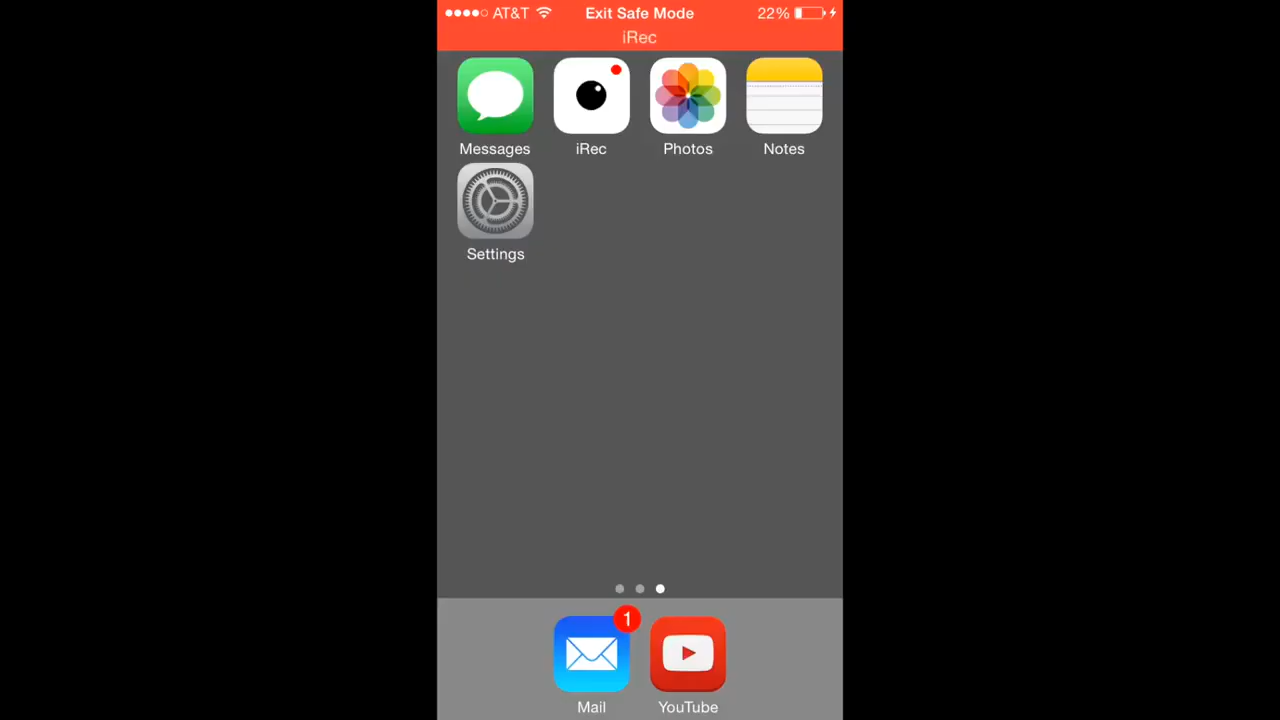 AT&T Exit Safe Mode 22%
iRec
Messages iRec Photos Notes
Settings
1
Mail YouTube